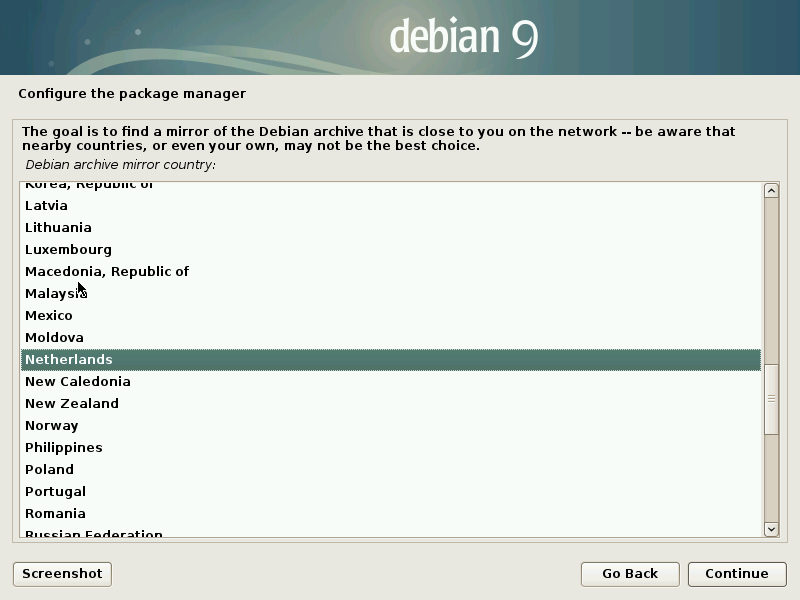 debian 9
Configure the package manager
The goal is to find a mirror of the Debian archive that is close to you on the network -- be aware that
nearby countries, or even your own, may not be the best choice.
Debian archive mirror country:
Korea, Republic of
Latvia
Lithuania
Luxembourg
Macedonia, Republic of
Malaysia
Mexico
Moldova
Netherlands
New Caledonia
New Zealand
Norway
Philippines
Poland
Portugal
Romania
Russian Federation
Screenshot
Go Back
Continue